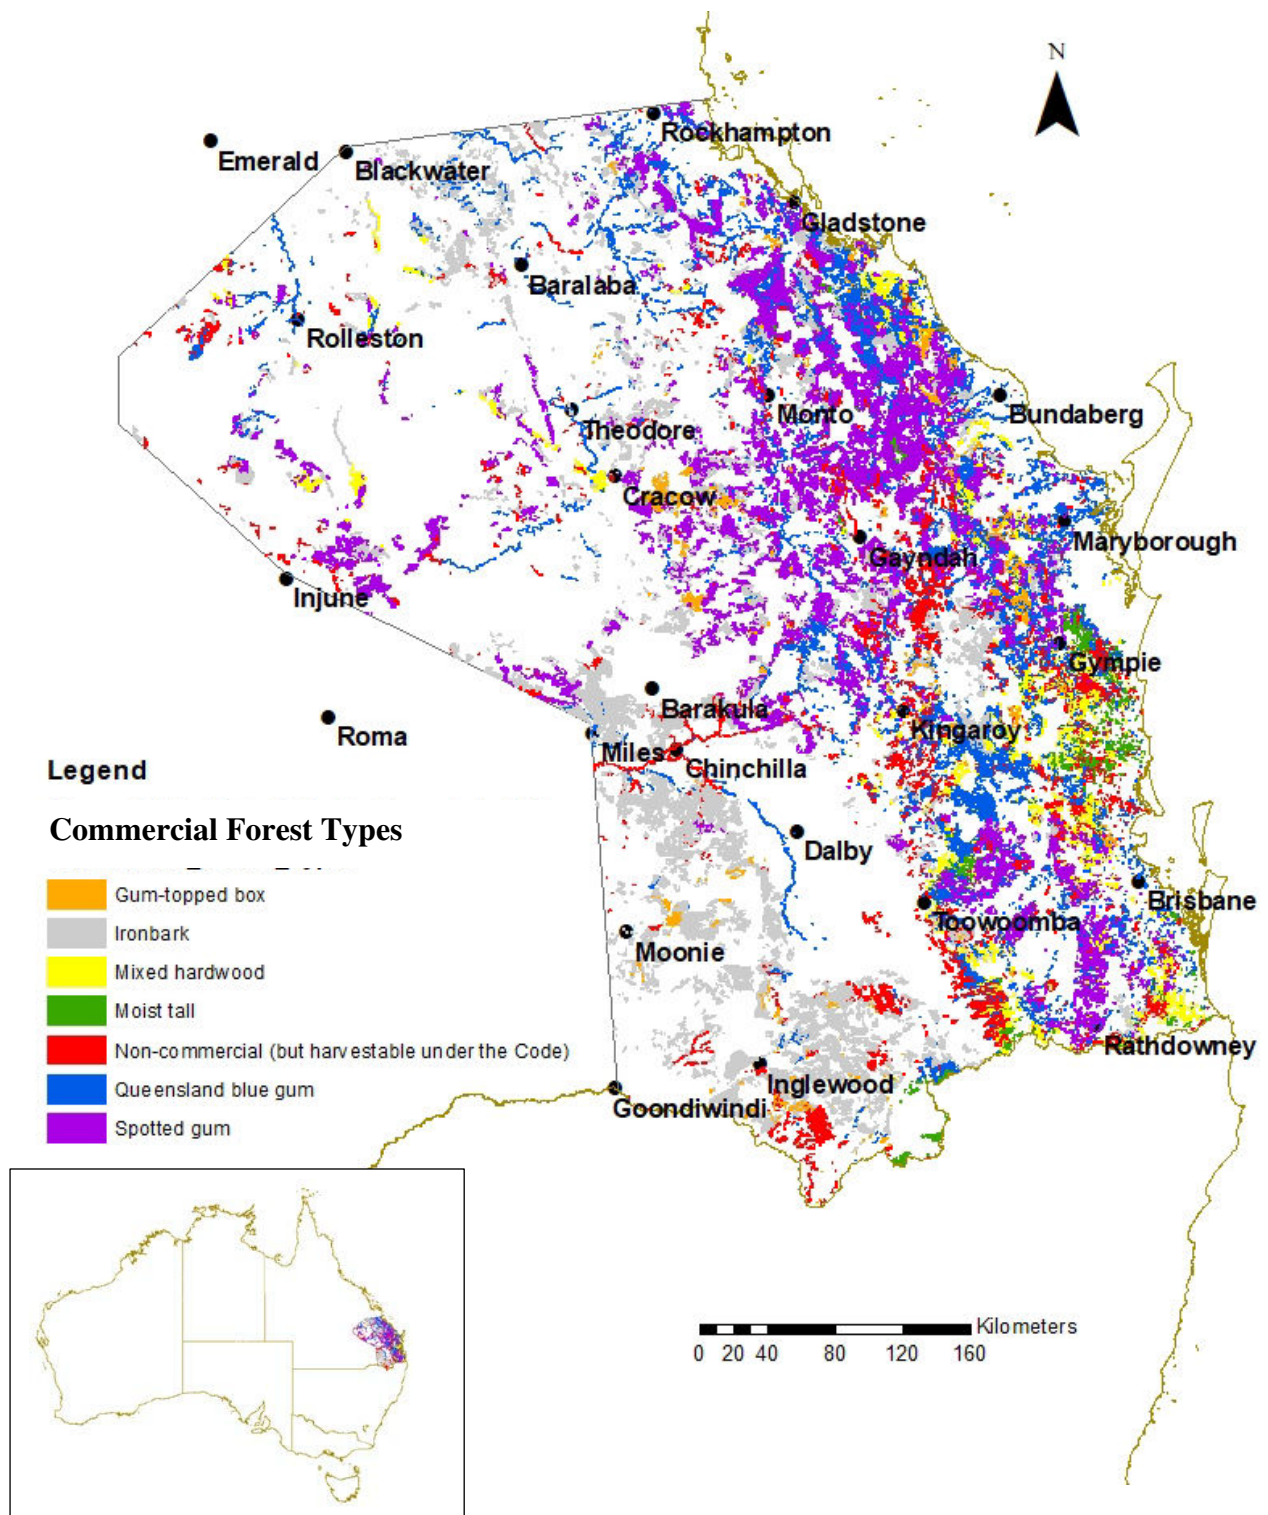 N
Rockhampton
Emerald
Blackwater
Gladstone
Baralaba
Rolleston
Monto
Bundaberg
Theodore
Cracow
Maryborough
Gayndah
Injune
Gympie
Barakula
Roma
Kingaroy
Miles
Chinchilla
Legend
Commercial Forest Types
Dalby
Gum-topped box
Brisbane
Toowoomba
Ironbark
Moonie
Mixed hardwood
Moist tall
Non-commercial (but harvestable under the Code)
Rathdowney
Queensland blue gum
Inglewood
Goondiwindi
Spotted gum
Kilometers
0 20 40 80 120 160